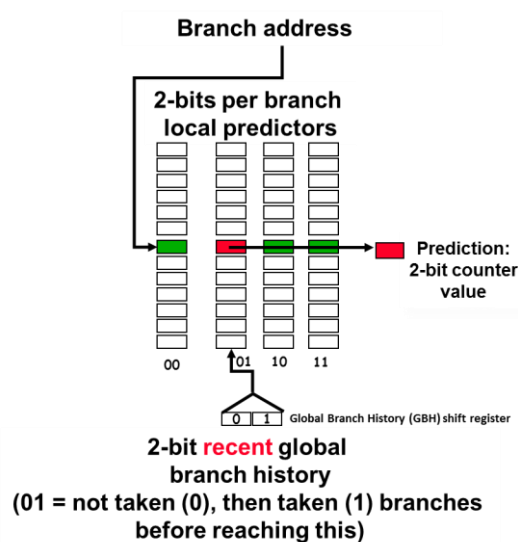 Branch address
2-bits per branch
local predictors
Prediction:
2-bit counter
value
00
01
10
11
0 1
Global Branch History (GBH) shift register
2-bit recent global
branch history
(01 = not taken (0), then taken (1) branches
before reaching this)